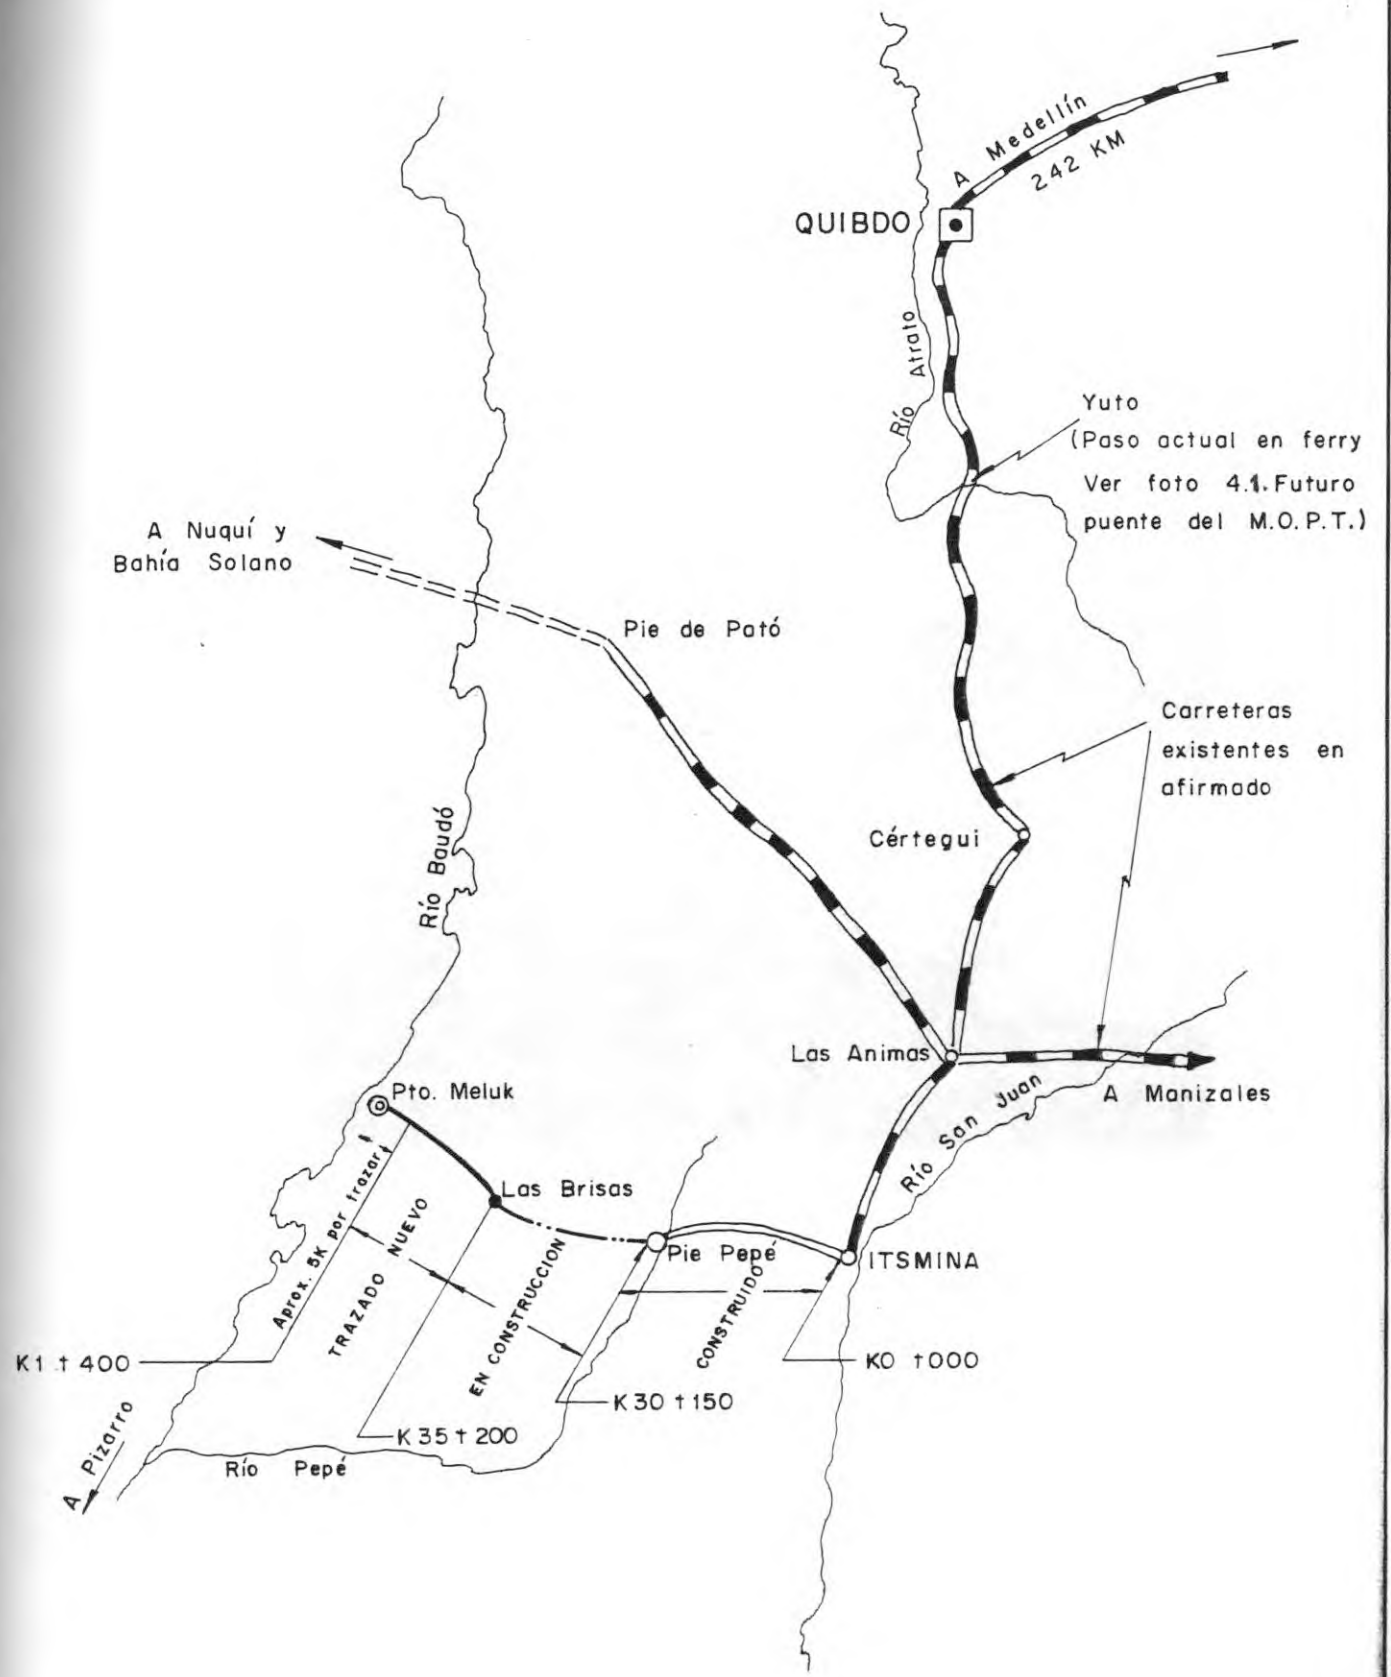 A Medellín
242 KM
QUIBDO
Río Atrato
Yuto
(Paso actual en ferry
Ver foto 4.1. Futuro
puente del M.O.P.T.)
A Nuquí y
Bahía Solano
Pie de Pató
Carreteras
existentes en
afirmado
Río Baudó
Cértegui
Las Animas
A Manizales
Río San Juan
Pto. Meluk
Las Brisas
Pie Pepé
ITSMINA
Aprox. 5K por trazar
TRAZADO NUEVO
EN CONSTRUCCION
CONSTRUIDO
K1 + 400
K0 + 000
K30 + 150
K35 + 200
A Pizarro
Río Pepé